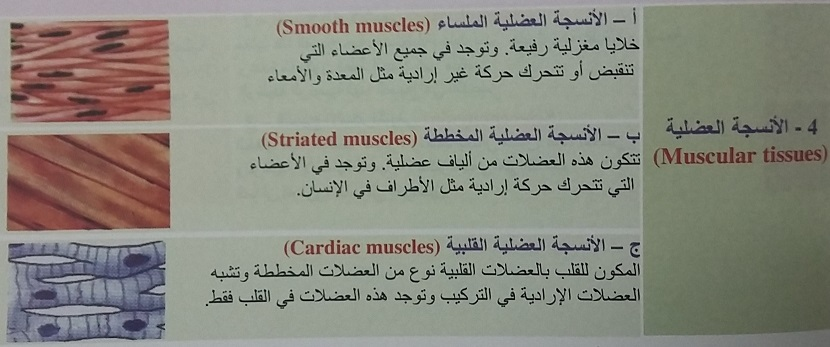 4 - الأنسجة العضلية
(Muscular tissues)
أ – الأنسجة العضلية الملساء (Smooth muscles)
خلايا مغزلية رفيعة. وتوجد في جميع الأعضاء التي
تنقبض أو تتحرك حركة غير إرادية مثل المعدة والأمعاء
ب – الأنسجة العضلية المخططة (Striated muscles)
تتكون هذه العضلات من ألياف عضلية. وتوجد في الأعضاء
التي تتحرك حركة إرادية مثل الأطراف في الإنسان.
ج – الأنسجة العضلية القلبية (Cardiac muscles)
المكون للقلب بالعضلات القلبية نوع من العضلات المخططة وتشبه
العضلات الإرادية في التركيب وتوجد هذه العضلات في القلب فقط.